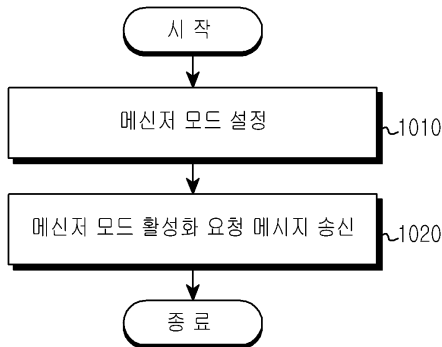 시 작
메신저 모드 설정
1010
메신저 모드 활성화 요청 메시지 송신
1020
종 료